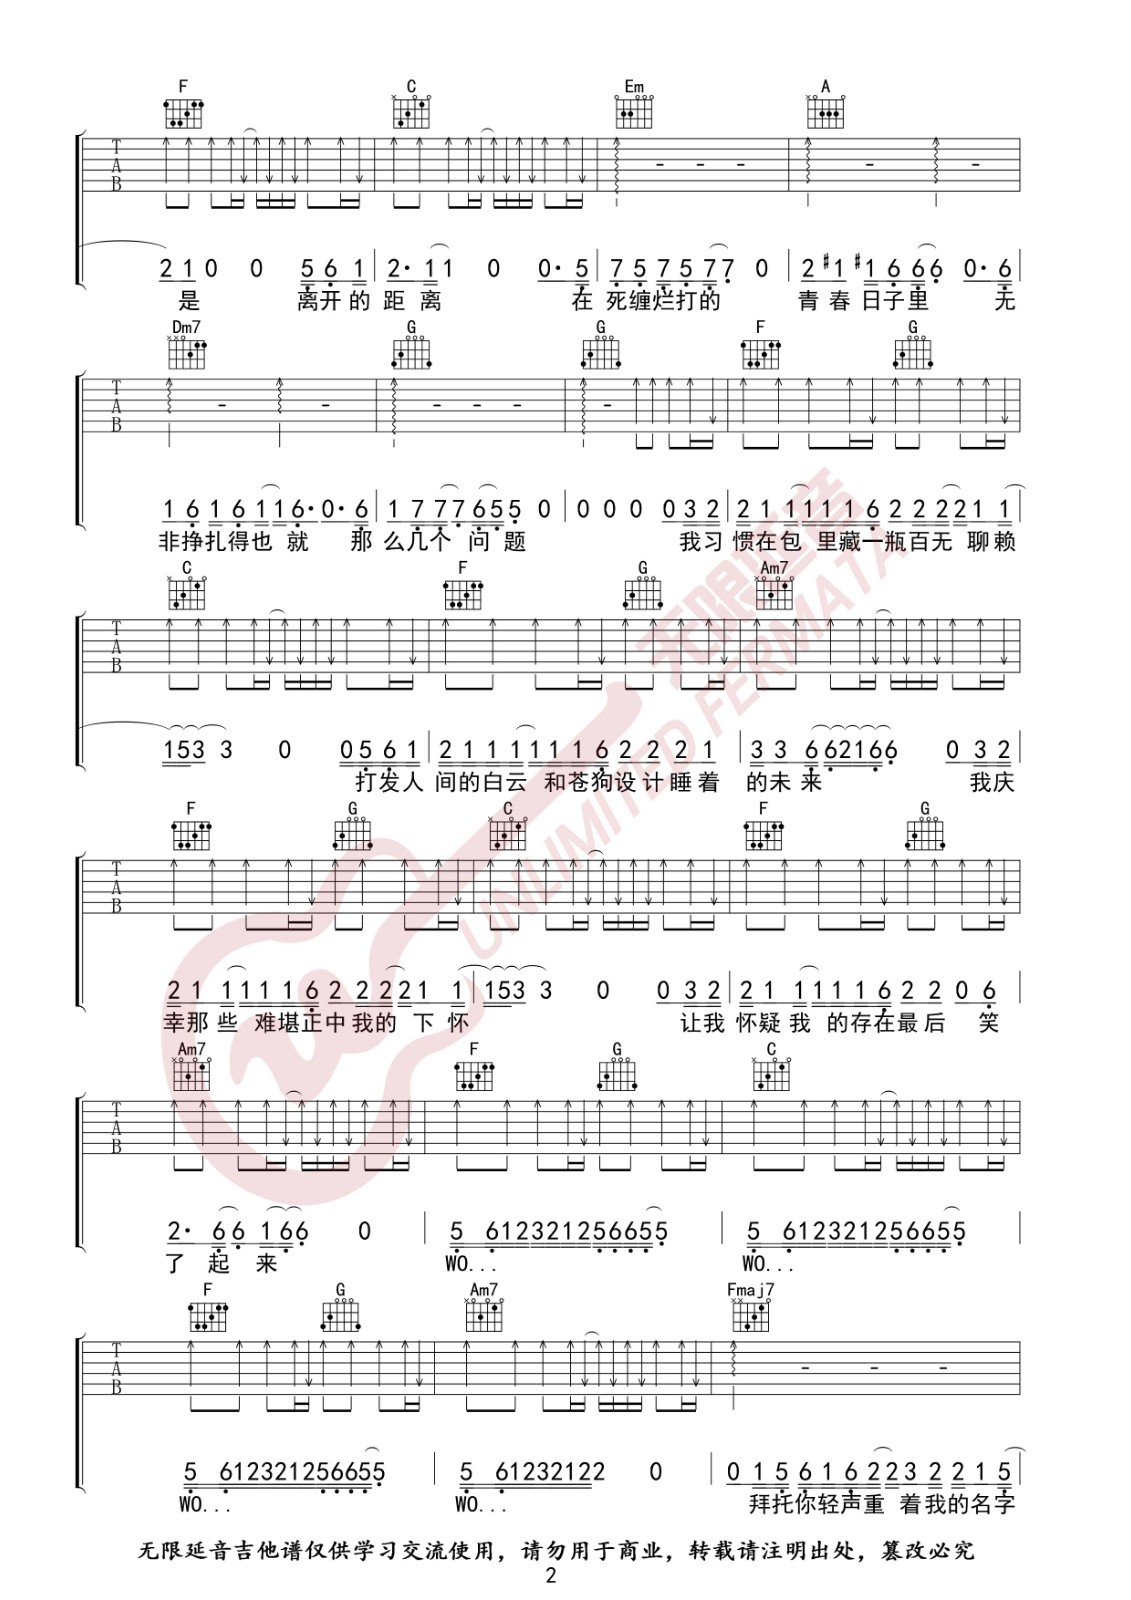 F C Em A
T A B
2 1 0 0 5 6 1 2· 1 1 0 0· 5 7 5 7 5 7 7 0 2 #1 #1 6 6 6 0· 6
是 离开的 距离 在 死缠烂打的 青春日子里 无
Dm7 G G F G
T A B
1 6 1 6 1 1 6· 0· 6 1 7 7 7 6 5 5 0 0 0 0 0 3 2 2 1 1 1 1 1 6 2 2 2 2 1 1
非挣扎得也 就 那么几个 问题 我习惯在包 里藏一瓶百无 聊赖
C F G Am7
T A B
1 5 3 3 0 0 5 6 1 2 1 1 1 1 1 1 6 2 2 2 1 3 3 6 6 2 1 6 6 0 3 2
打发人 间的白云 和苍狗设计睡着 的未来 我庆
F G C F G
T A B
2 1 1 1 1 1 6 2 2 2 2 1 1 1 5 3 3 0 0 3 2 2 1 1 1 1 1 6 2 2 0 6
幸那些 难堪正中我的 下怀 让我 怀疑我 的存在最后 笑
Am7 F G C
T A B
2· 6 6 1 6 6 0 5 6 1 2 3 2 1 2 5 6 6 5 5 5 6 1 2 3 2 1 2 5 6 6 5 5
了 起 来 WO... WO...
F G Am7 Fmaj7
T A B
5 6 1 2 3 2 1 2 5 6 6 5 5 5 6 1 2 3 2 1 2 2 0 0 1 5 6 1 6 2 2 3 2 2 1 5
WO... WO... 拜托你轻声重 着我的名字
无限延音吉他谱仅供学习交流使用，请勿用于商业，转载请注明出处，篡改必究
2
无限延音
UNLIMITED FERMATA